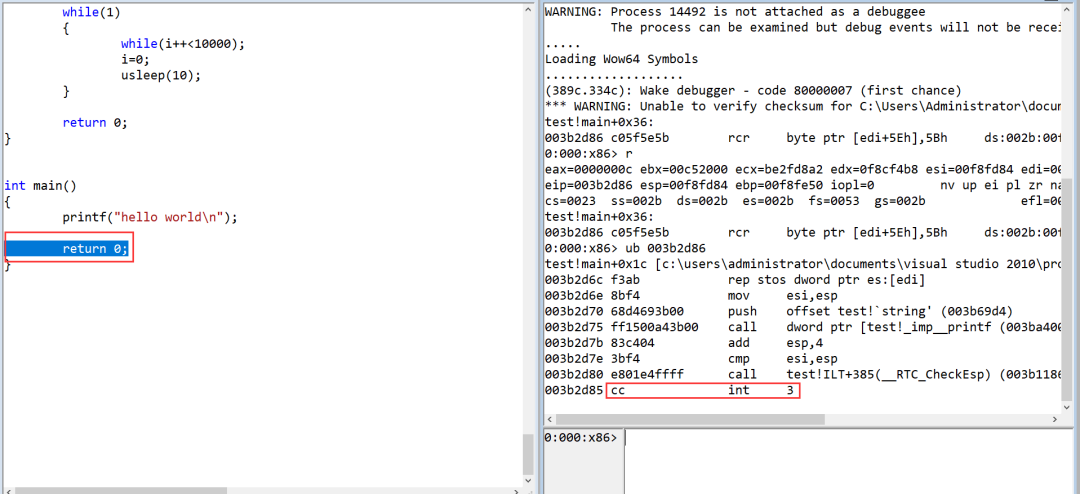 while(1)
{
while(i++<10000);
i=0;
usleep(10);
}
return 0;
}
int main()
{
printf("hello world\n");
return 0;
}
WARNING: Process 14492 is not attached as a debuggee
The process can be examined but debug events will not be recei
.....
Loading Wow64 Symbols
...................
(389c.334c): Wake debugger - code 80000007 (first chance)
*** WARNING: Unable to verify checksum for C:\Users\Administrator\docum
test!main+0x36:
003b2d86 c05f5e5b rcr byte ptr [edi+5Eh],5Bh ds:002b:00f
0:000:x86> r
eax=0000000c ebx=00c52000 ecx=be2fd8a2 edx=0f8cf4b8 esi=00f8fd84 edi=00
eip=003b2d86 esp=00f8fd84 ebp=00f8fe50 iopl=0 nv up ei pl zr na
cs=0023 ss=002b ds=002b es=002b fs=0053 gs=002b efl=00
test!main+0x36:
003b2d86 c05f5e5b rcr byte ptr [edi+5Eh],5Bh ds:002b:00f
0:000:x86> ub 003b2d86
test!main+0x1c [c:\users\administrator\documents\visual studio 2010\pro
003b2d6c f3ab rep stos dword ptr es:[edi]
003b2d6e 8bf4 mov esi,esp
003b2d70 68d4693b00 push offset test!`string' (003b69d4)
003b2d75 ff1500a43b00 call dword ptr [test!_imp__printf (003ba400
003b2d7b 83c404 add esp,4
003b2d7e 3bf4 cmp esi,esp
003b2d80 e801e4ffff call test!ILT+385(__RTC_CheckEsp) (003b1186
003b2d85 cc int 3
0:000:x86>